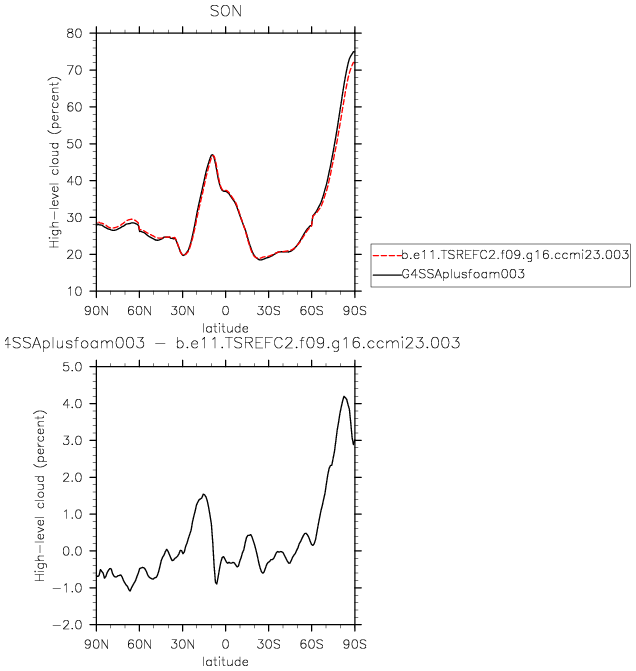 SON
80
70
60
50
40
30
20
10
High-level cloud (percent)
90N 60N 30N 0 30S 60S 90S
latitude
b.e11.TSREFC2.f09.g16.ccmi23.003
G4SSAplusfoam003
4SSAplusfoam003 - b.e11.TSREFC2.f09.g16.ccmi23.003
5.0
4.0
3.0
2.0
1.0
0.0
-1.0
-2.0
High-level cloud (percent)
90N 60N 30N 0 30S 60S 90S
latitude